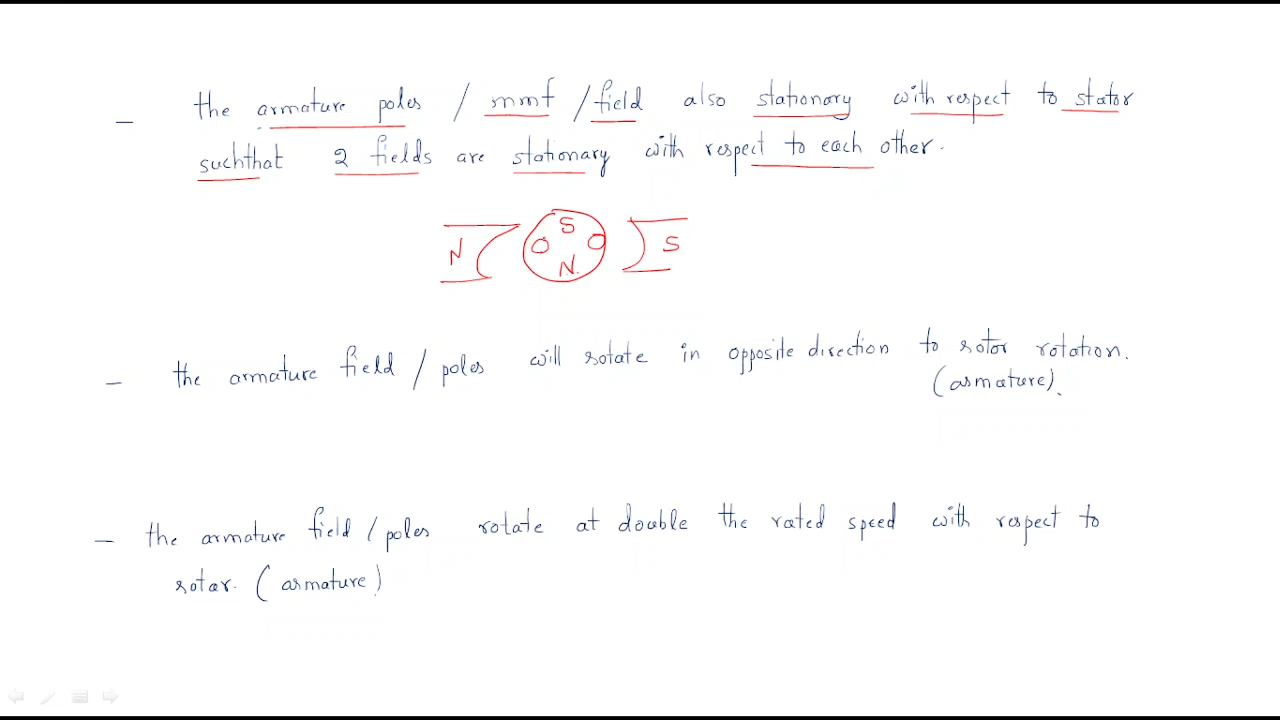 – the armature poles / mmf / field also stationary with respect to stator
suchthat 2 fields are stationary with respect to each other.
N S O O N. S
– the armature field / poles will rotate in opposite direction to rotor rotation.
(armature).
– the armature field / poles rotate at double the rated speed with respect to
rotar. (armature)